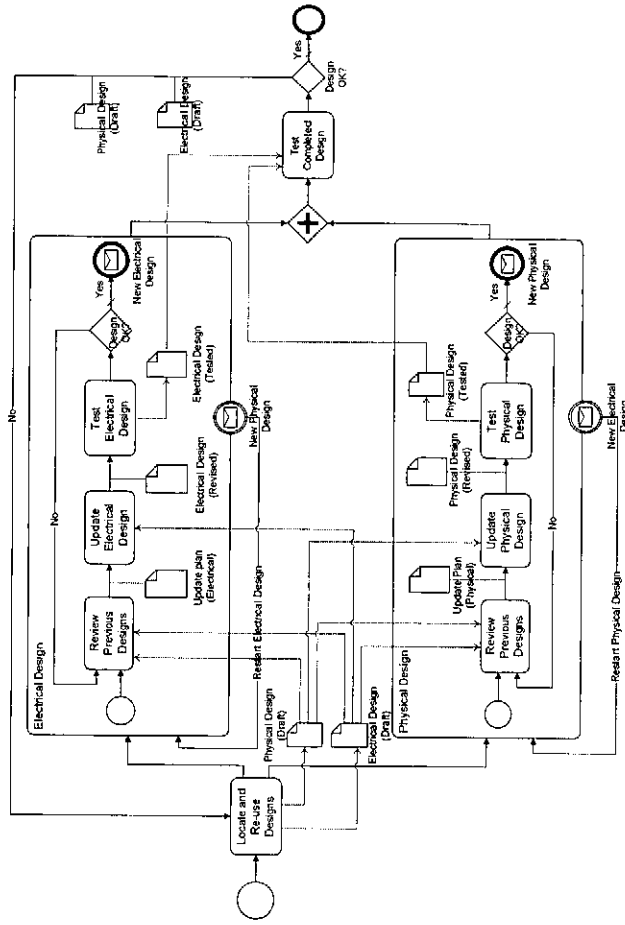 Locate and
Re-use
Designs
No
Electrical Design
Review
Previous
Designs
Update plan
(Electrical)
Update
Electrical
Design
Electrical Design
(Revised)
Test
Electrical
Design
Electrical Design
(Tested)
Design
OK?
Yes
No
New Electrical
Design
New Physical
Design
Restart Electrical Design
Physical Design
(Draft)
Electrical Design
(Draft)
Physical Design
Review
Previous
Designs
Update Plan
(Physical)
Update
Physical
Design
Physical Design
(Revised)
Test
Physical
Design
Physical Design
(Tested)
Design
OK?
Yes
No
New Physical
Design
New Electrical
Design
Restart Physical Design
Test
Completed
Design
Design
OK?
Yes
Physical Design
(Draft)
Electrical Design
(Draft)